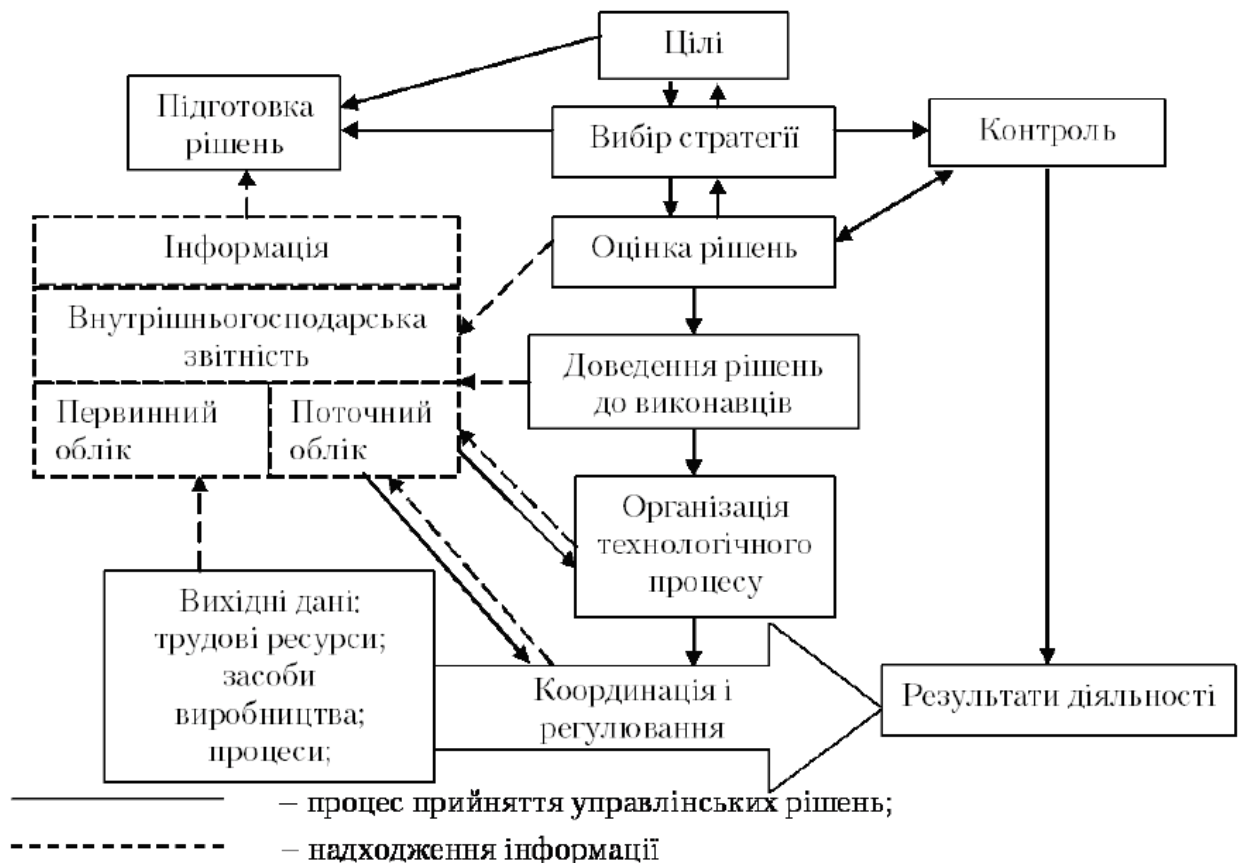 Цілі
Підготовка
рішень
Вибір стратегії
Контроль
Інформація
Оцінка рішень
Внутрішньогосподарська
звітність
Доведення рішень
до виконавців
Первинний
облік
Поточний
облік
Організація
технологічного
процесу
Вихідні дані:
трудові ресурси;
засоби
виробництва;
процеси;
Координація і
регулювання
Результати діяльності
– процес прийняття управлінських рішень;
– надходження інформації